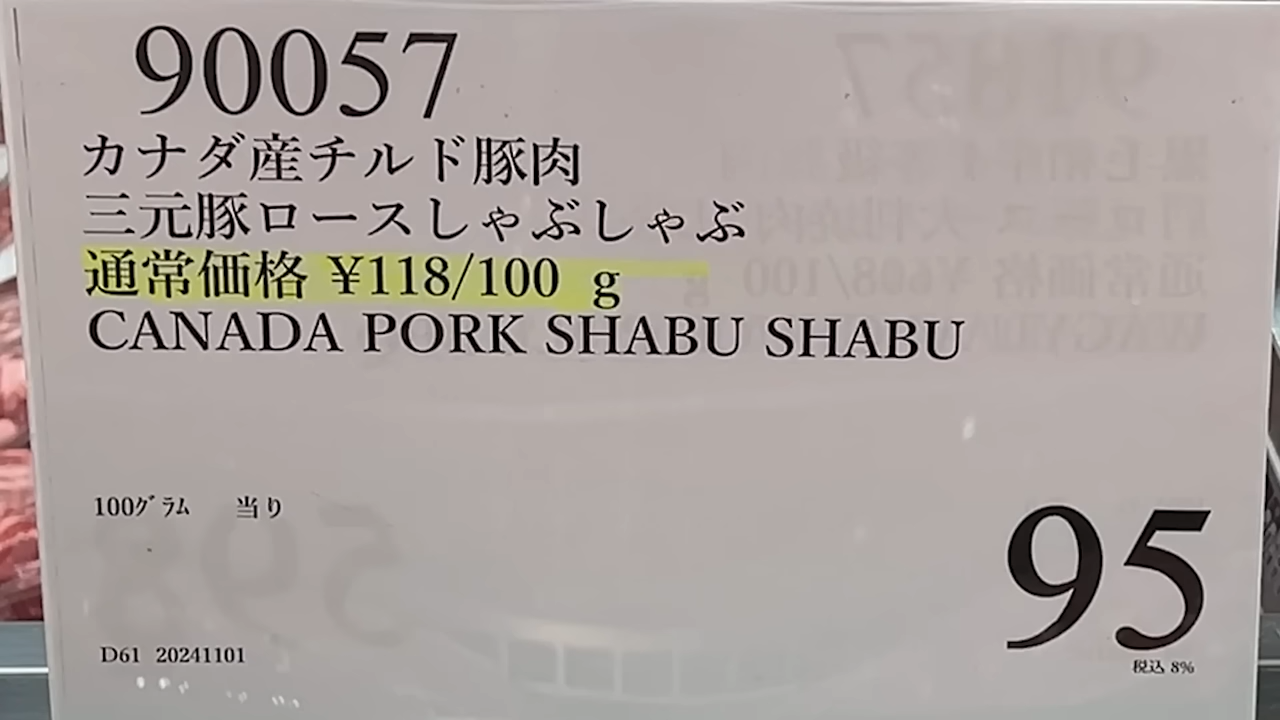 90057
カナダ産チルド豚肉
三元豚ロースしゃぶしゃぶ
通常価格 ¥118/100 g
CANADA PORK SHABU SHABU
100ｸﾞﾗﾑ 当り
95
税込 8%
D61 20241101